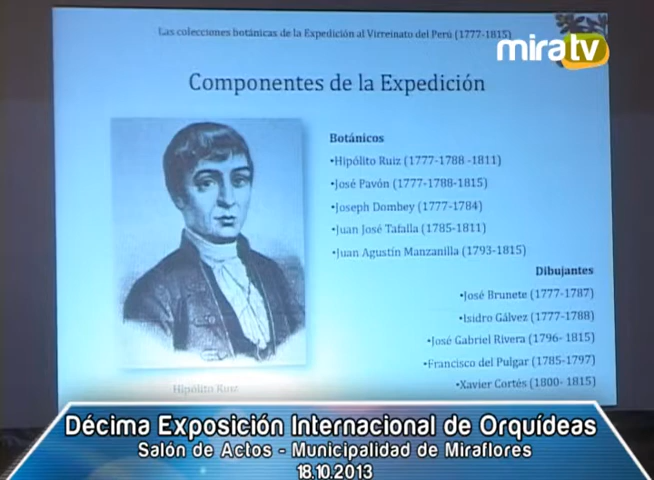 Las colecciones botánicas de la Expedición al Virreinato del Perú (1777-1815)
miratv
Componentes de la Expedición
Botánicos
•Hipólito Ruiz (1777-1788 -1811)
•José Pavón (1777-1788-1815)
•Joseph Dombey (1777-1784)
•Juan José Tafalla (1785-1811)
•Juan Agustín Manzanilla (1793-1815)
Dibujantes
•José Brunete (1777-1787)
•Isidro Gálvez (1777-1788)
•José Gabriel Rivera (1796- 1815)
•Francisco del Pulgar (1785-1797)
•Xavier Cortés (1800- 1815)
Hipólito Ruiz
Décima Exposición Internacional de Orquídeas
Salón de Actos - Municipalidad de Miraflores
18.10.2013